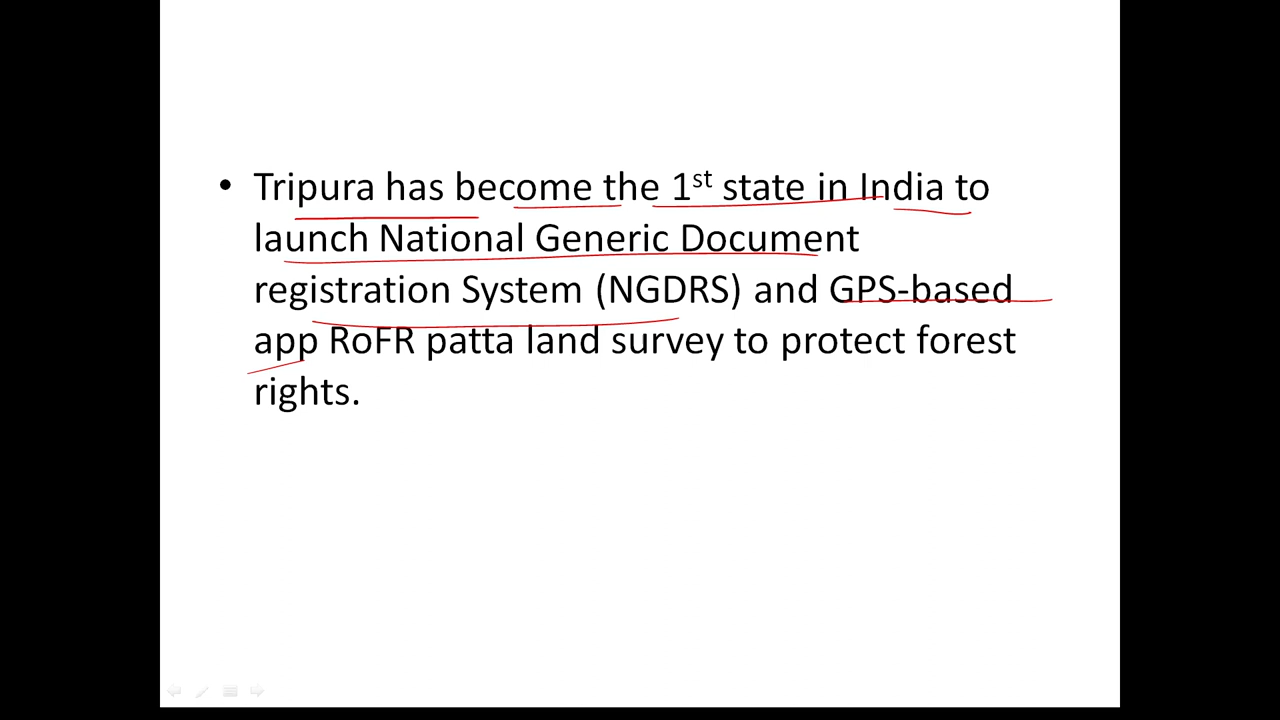 • Tripura has become the 1st state in India to
launch National Generic Document
registration System (NGDRS) and GPS-based
app RoFR patta land survey to protect forest
rights.